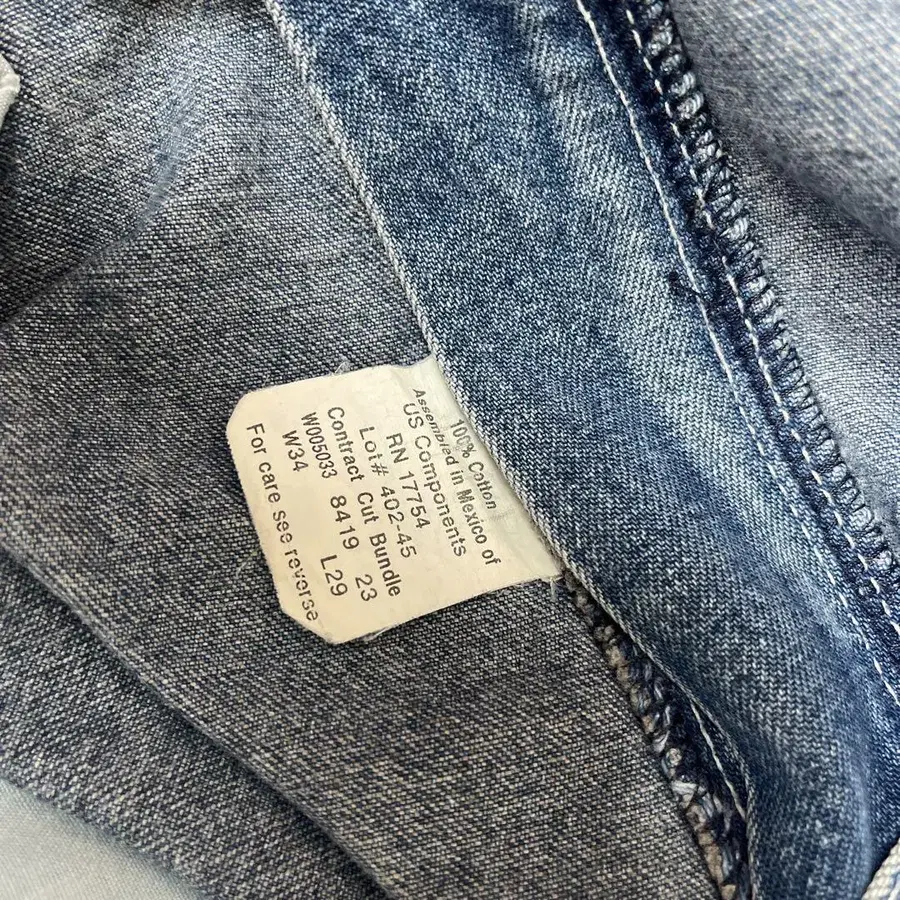 100% Cotton
Assembled in Mexico of
US Components
RN 17754
Lot# 402-45
Contract Cut Bundle
W005033 8419 23
W34 L29
For care see reverse